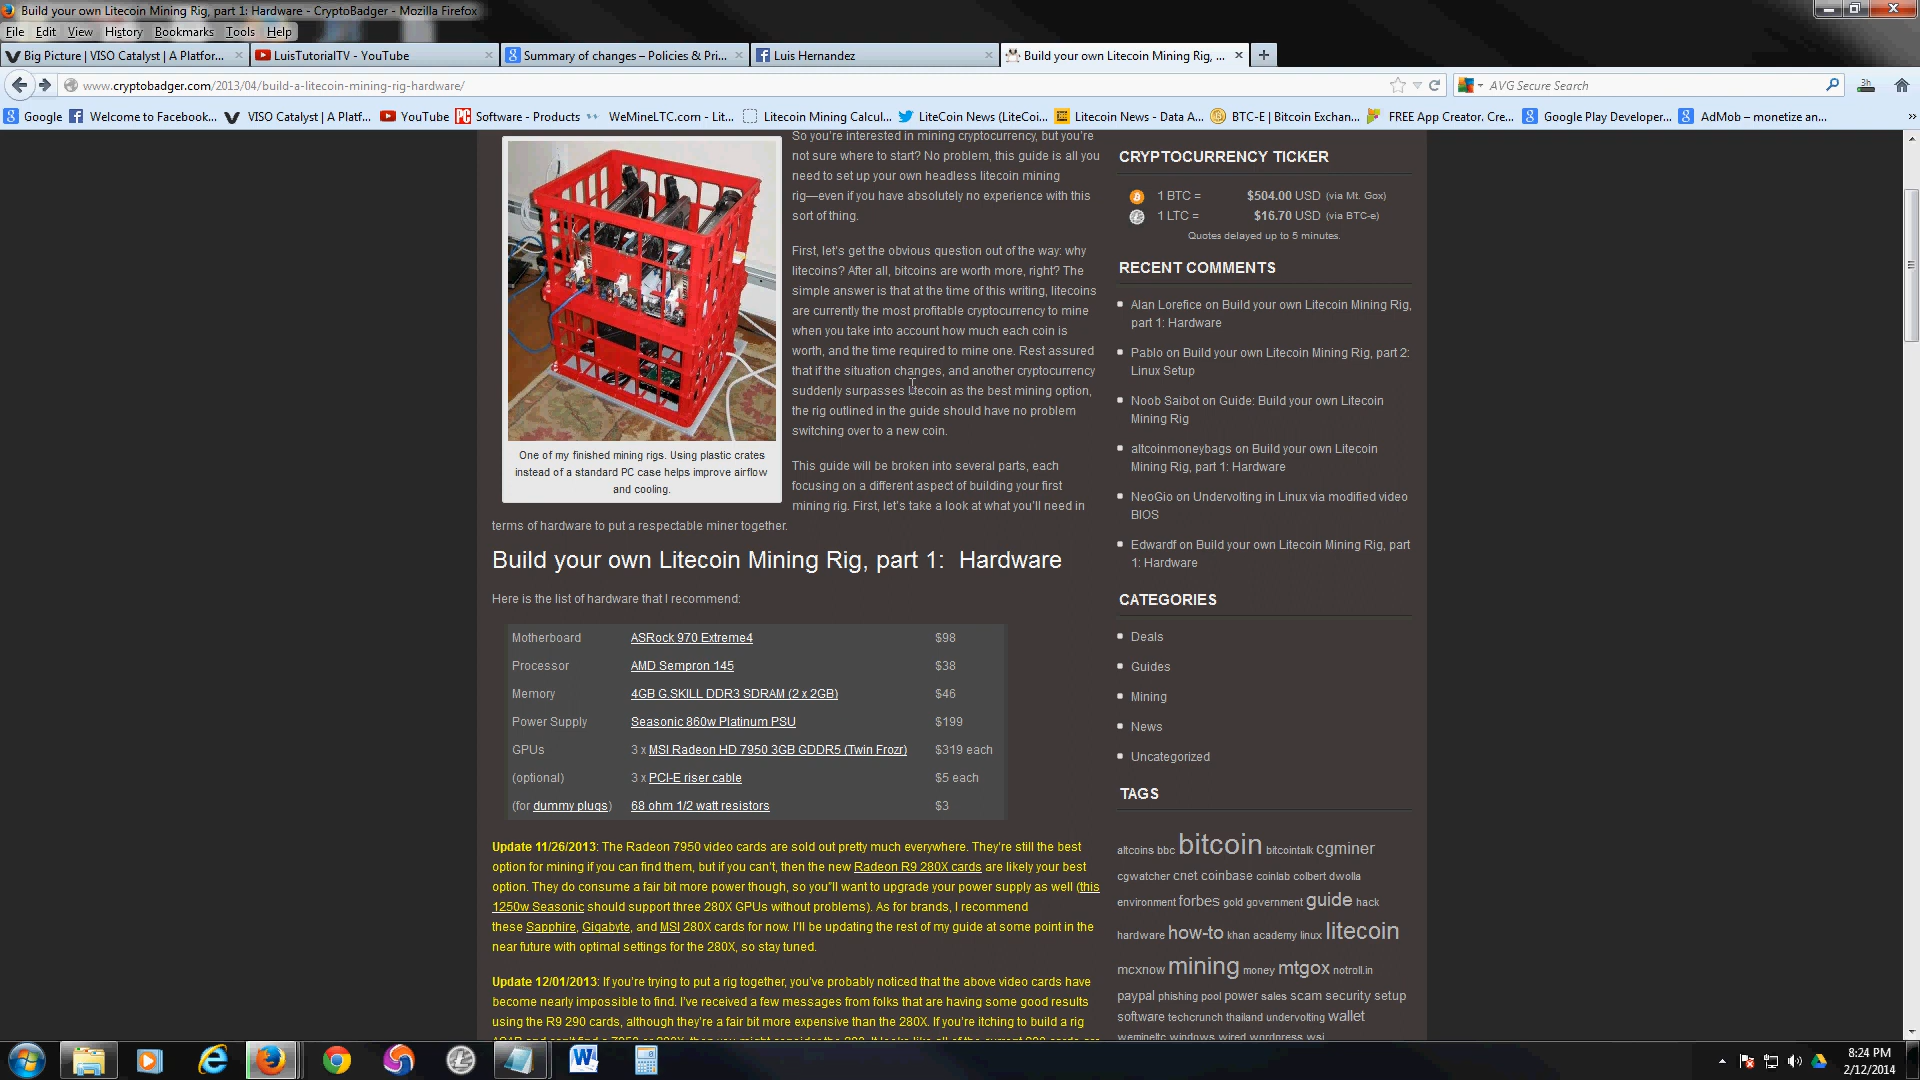 Build your own Litecoin Mining Rig, part 1: Hardware - CryptoBadger - Mozilla Firefox
File Edit View History Bookmarks Tools Help
Big Picture | VISO Catalyst | A Platfor...
LuisTutorialTV - YouTube
Summary of changes – Policies & Pri...
Luis Hernandez
Build your own Litecoin Mining Rig, ...
www.cryptobadger.com/2013/04/build-a-litecoin-mining-rig-hardware/
AVG Secure Search
3h
Google Welcome to Facebook... VISO Catalyst | A Platf... YouTube Software - Products WeMineLTC.com - Lit... Litecoin Mining Calcul... LiteCoin News (LiteCoi... Litecoin News - Data A... BTC-E | Bitcoin Exchan... FREE App Creator. Cre... Google Play Developer... AdMob – monetize an...
So you're interested in mining cryptocurrency, but you're
not sure where to start? No problem, this guide is all you
need to set up your own headless litecoin mining
rig—even if you have absolutely no experience with this
sort of thing.
First, let's get the obvious question out of the way: why
litecoins? After all, bitcoins are worth more, right? The
simple answer is that at the time of this writing, litecoins
are currently the most profitable cryptocurrency to mine
when you take into account how much each coin is
worth, and the time required to mine one. Rest assured
that if the situation changes, and another cryptocurrency
suddenly surpasses litecoin as the best mining option,
the rig outlined in the guide should have no problem
switching over to a new coin.
One of my finished mining rigs. Using plastic crates
instead of a standard PC case helps improve airflow
and cooling.
This guide will be broken into several parts, each
focusing on a different aspect of building your first
mining rig. First, let's take a look at what you'll need in
terms of hardware to put a respectable miner together.
Build your own Litecoin Mining Rig, part 1: Hardware
Here is the list of hardware that I recommend:
Motherboard ASRock 970 Extreme4 $98
Processor AMD Sempron 145 $38
Memory 4GB G.SKILL DDR3 SDRAM (2 x 2GB) $46
Power Supply Seasonic 860w Platinum PSU $199
GPUs 3 x MSI Radeon HD 7950 3GB GDDR5 (Twin Frozr) $319 each
(optional) 3 x PCI-E riser cable $5 each
(for dummy plugs) 68 ohm 1/2 watt resistors $3
Update 11/26/2013: The Radeon 7950 video cards are sold out pretty much everywhere. They're still the best
option for mining if you can find them, but if you can't, then the new Radeon R9 280X cards are likely your best
option. They do consume a fair bit more power though, so you"ll want to upgrade your power supply as well (this
1250w Seasonic should support three 280X GPUs without problems). As for brands, I recommend
these Sapphire, Gigabyte, and MSI 280X cards for now. I'll be updating the rest of my guide at some point in the
near future with optimal settings for the 280X, so stay tuned.
Update 12/01/2013: If you're trying to put a rig together, you've probably noticed that the above video cards have
become nearly impossible to find. I've received a few messages from folks that are having some good results
using the R9 290 cards, although they're a fair bit more expensive than the 280X. If you're itching to build a rig
CRYPTOCURRENCY TICKER
1 BTC = $504.00 USD (via Mt. Gox)
1 LTC = $16.70 USD (via BTC-e)
Quotes delayed up to 5 minutes.
RECENT COMMENTS
Alan Lorefice on Build your own Litecoin Mining Rig,
part 1: Hardware
Pablo on Build your own Litecoin Mining Rig, part 2:
Linux Setup
Noob Saibot on Guide: Build your own Litecoin
Mining Rig
altcoinmoneybags on Build your own Litecoin
Mining Rig, part 1: Hardware
NeoGio on Undervolting in Linux via modified video
BIOS
Edwardf on Build your own Litecoin Mining Rig, part
1: Hardware
CATEGORIES
Deals
Guides
Mining
News
Uncategorized
TAGS
altcoins bbc bitcoin bitcointalk cgminer
cgwatcher cnet coinbase coinlab colbert dwolla
environment forbes gold government guide hack
hardware how-to khan academy linux litecoin
mcxnow mining money mtgox notroll.in
paypal phishing pool power sales scam security setup
software techcrunch thailand undervolting wallet
wemineltc windows wired wordpress wsj
8:24 PM
2/12/2014